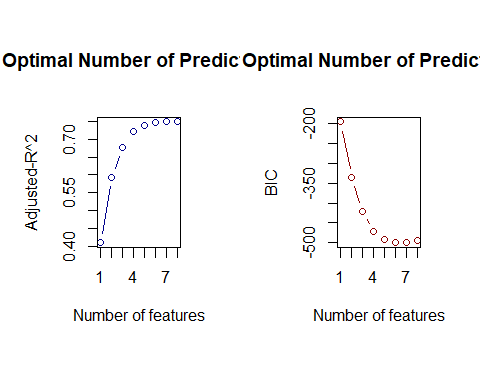 Optimal Number of Predic
Adjusted-R^2
0.40 0.55 0.70
1 4 7
Number of features
Optimal Number of Predict
BIC
-500 -350 -200
1 4 7
Number of features